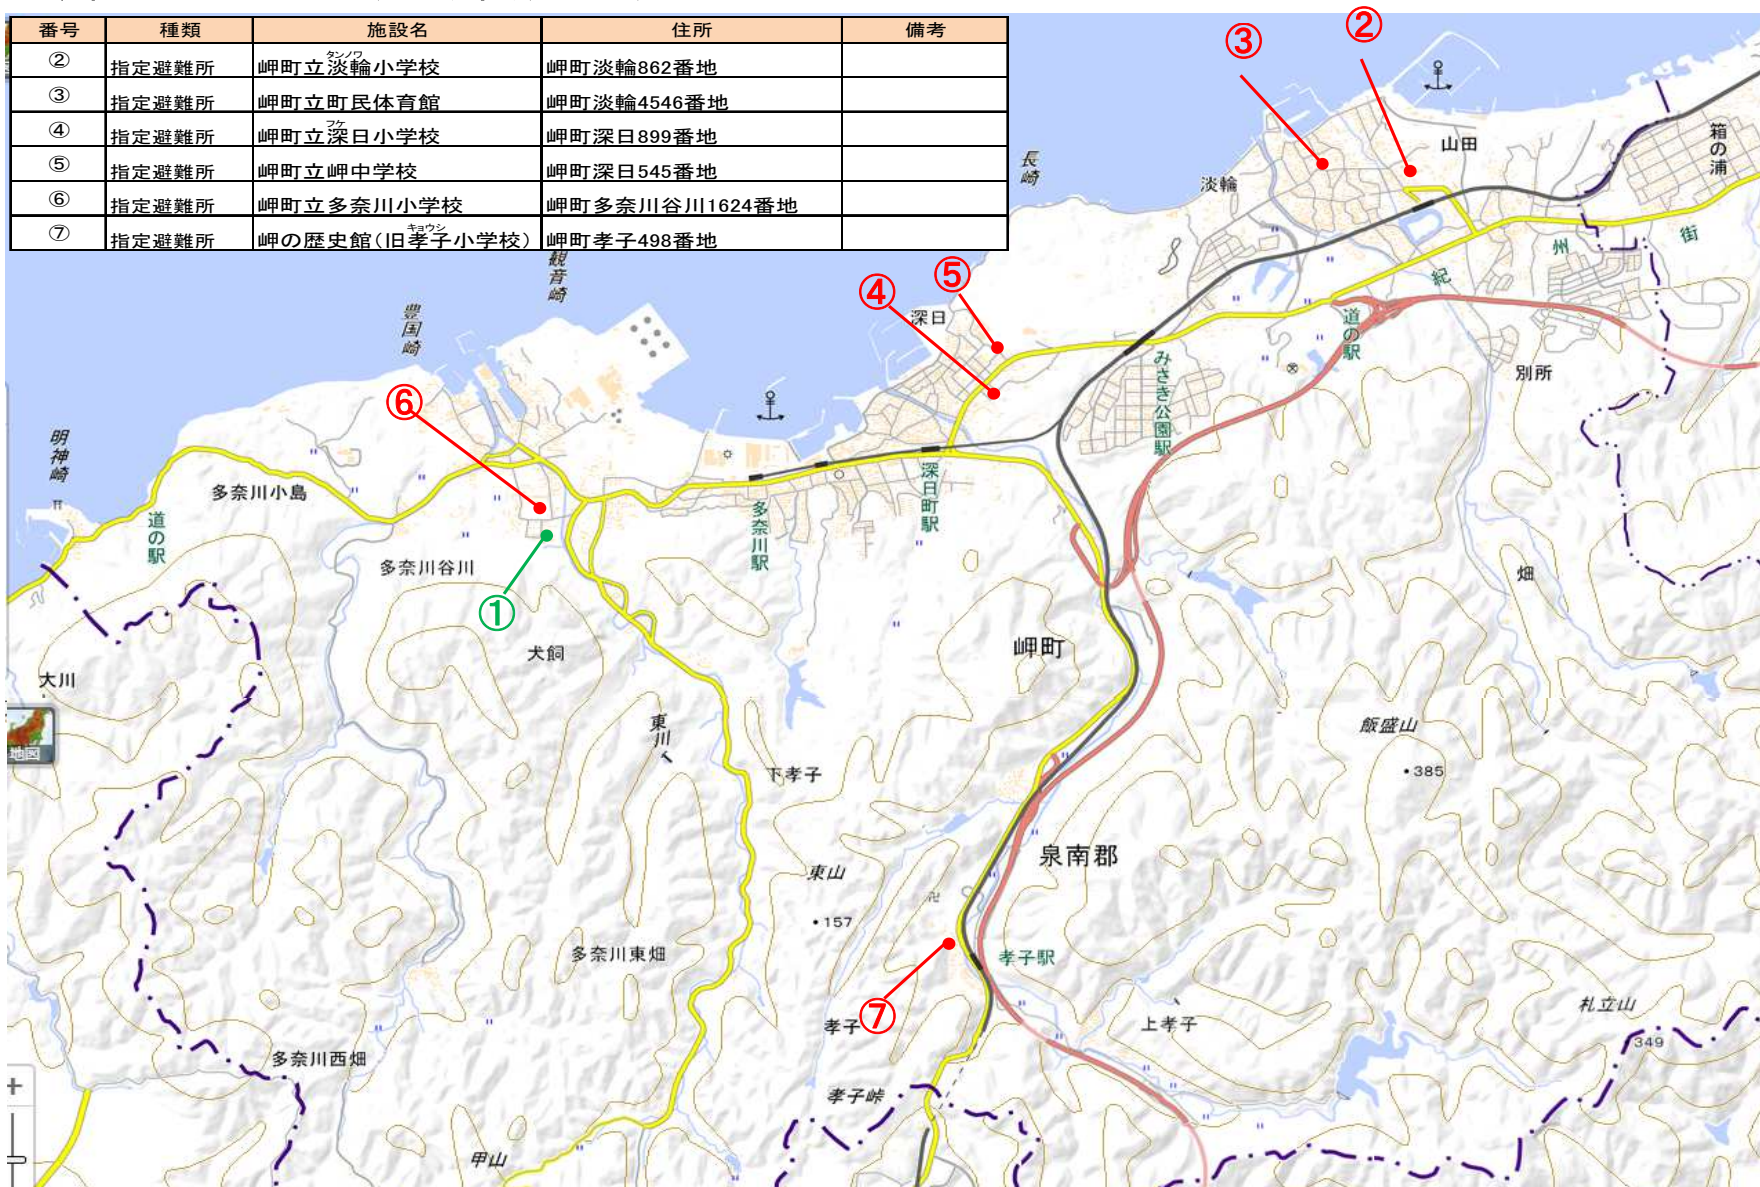 番号 種類 施設名 住所 備考
② 指定避難所 岬町立淡輪小学校 岬町淡輪862番地
タンノワ
③ 指定避難所 岬町立町民体育館 岬町淡輪4546番地
④ 指定避難所 岬町立深日小学校 岬町深日899番地
フケ
⑤ 指定避難所 岬町立岬中学校 岬町深日545番地
⑥ 指定避難所 岬町立多奈川小学校 岬町多奈川谷川1624番地
⑦ 指定避難所 岬の歴史館(旧孝子小学校) 岬町孝子498番地
キョウシ
②
③
箱の浦
山田
長崎
淡輪
州
街
紀
観音崎
⑤
④
豊国崎
深日
道の駅
みさき公園駅
別所
⑥
明神崎
多奈川小島
深日町駅
道の駅
多奈川駅
多奈川谷川
畑
①
犬飼
岬町
大川
飯盛山
東川
地図
下孝子
・385
泉南郡
東山
・157
多奈川東畑
孝子駅
札立山
⑦
孝子
上孝子
349
多奈川西畑
孝子峠
甲山